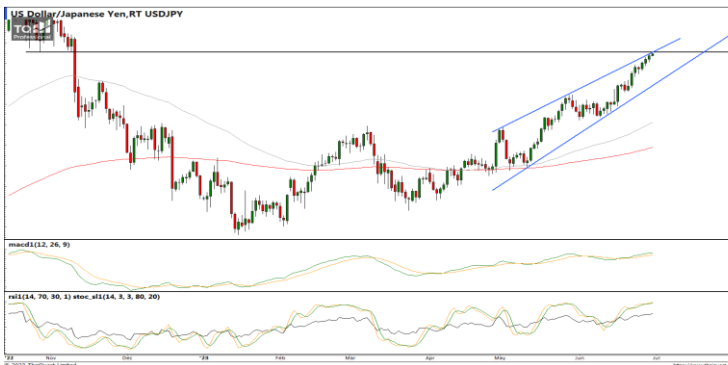 US Dollar/Japanese Yen,RT USDJPY
Professional
macd1(12, 26, 9)
rsi1(14, 70, 30, 1) stoc_sl1(14, 3, 3, 80, 20)
'22 Nov Dec '23 Feb Mar Apr May Jun Jul